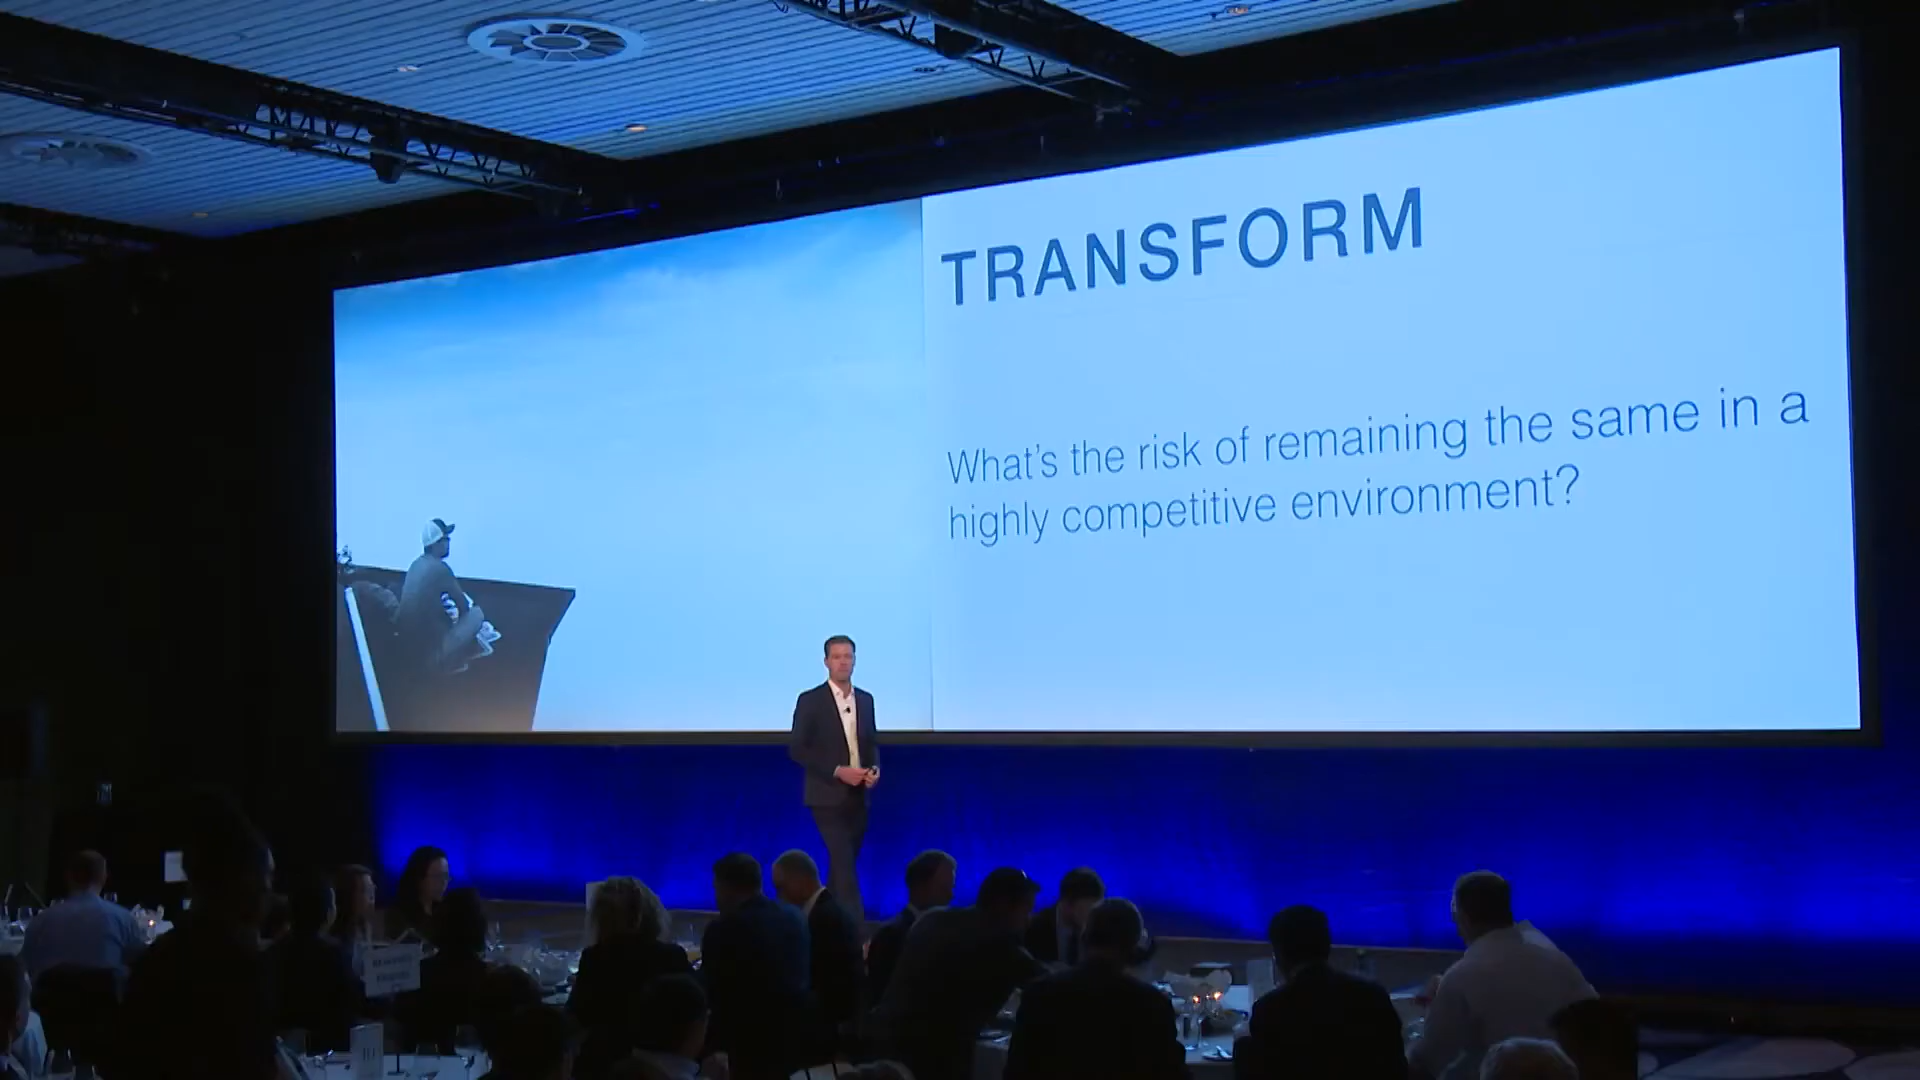 TRANSFORM
What's the risk of remaining the same in a
highly competitive environment?